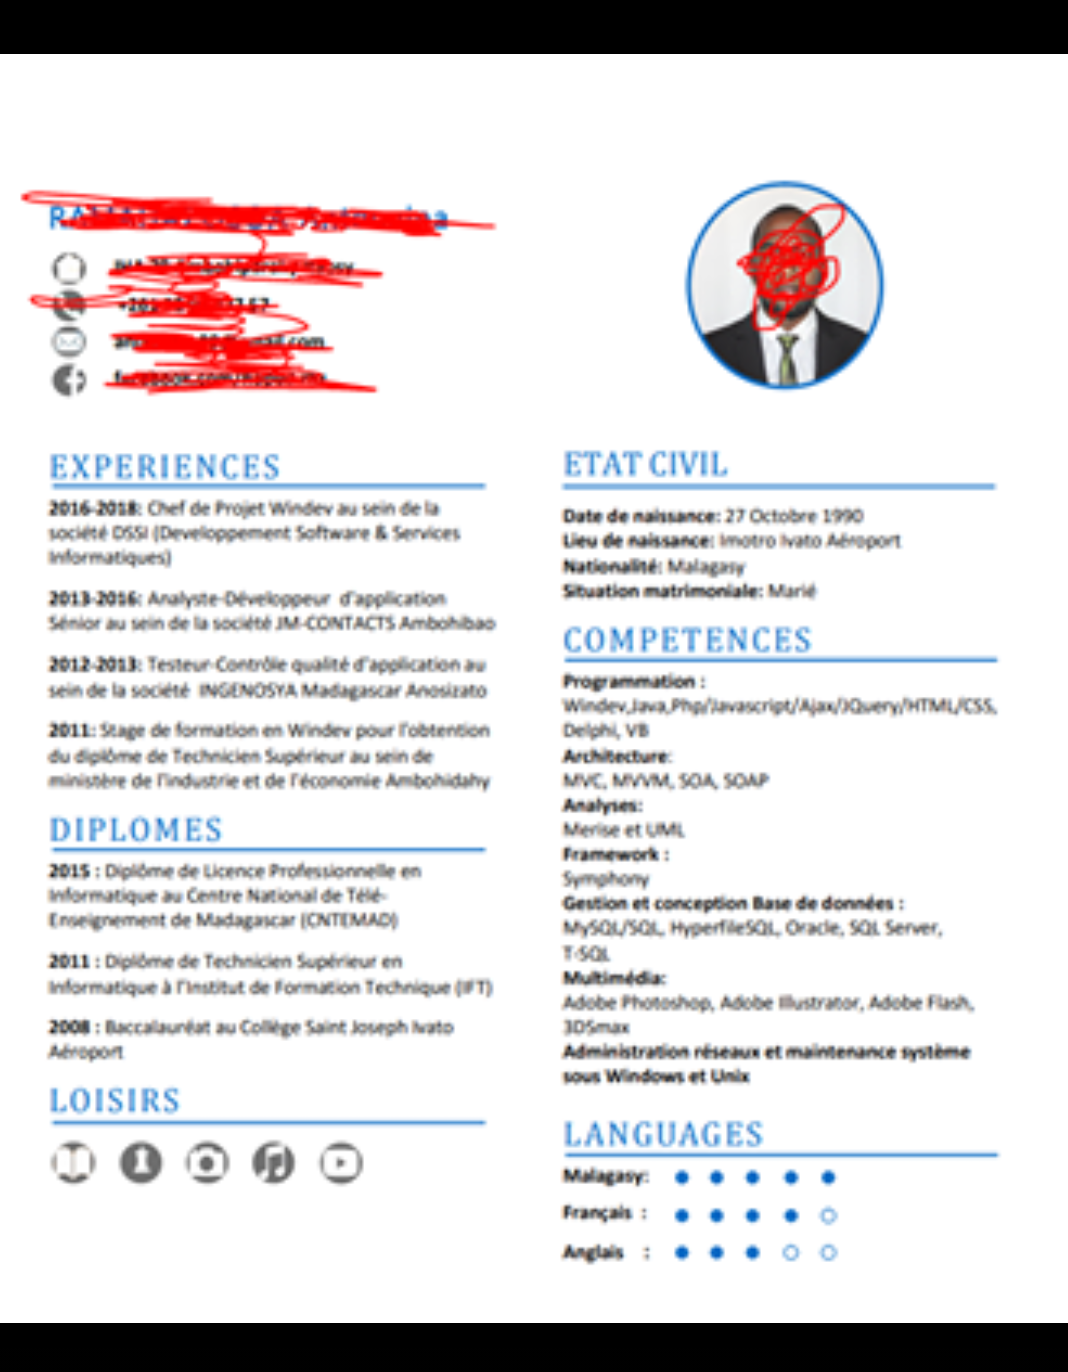 EXPERIENCES
2016-2018: Chef de Projet Windev au sein de la
société DSSI (Developpement Software & Services
Informatiques)
2013-2016: Analyste-Développeur d'application
Sénior au sein de la société JM-CONTACTS Ambohibao
2012-2013: Testeur-Contrôle qualité d'application au
sein de la société INGENOSYA Madagascar Anosizato
2011: Stage de formation en Windev pour l'obtention
du diplôme de Technicien Supérieur au sein de
ministère de l'industrie et de l'économie Ambohidahy
DIPLOMES
2015 : Diplôme de Licence Professionnelle en
Informatique au Centre National de Télé-
Enseignement de Madagascar (CNTEMAD)
2011 : Diplôme de Technicien Supérieur en
Informatique à l'Institut de Formation Technique (IFT)
2008 : Baccalauréat au Collège Saint Joseph Ivato
Aéroport
LOISIRS
ETAT CIVIL
Date de naissance: 27 Octobre 1990
Lieu de naissance: Imotro Ivato Aéroport
Nationalité: Malagasy
Situation matrimoniale: Marié
COMPETENCES
Programmation :
Windev,Java,Php/Javascript/Ajax/JQuery/HTML/CSS,
Delphi, VB
Architecture:
MVC, MVVM, SOA, SOAP
Analyses:
Merise et UML
Framework :
Symphony
Gestion et conception Base de données :
MySQL/SQL, HyperfileSQL, Oracle, SQL Server,
T-SQL
Multimédia:
Adobe Photoshop, Adobe Illustrator, Adobe Flash,
3DSmax
Administration réseaux et maintenance système
sous Windows et Unix
LANGUAGES
Malagasy:
Français :
Anglais :